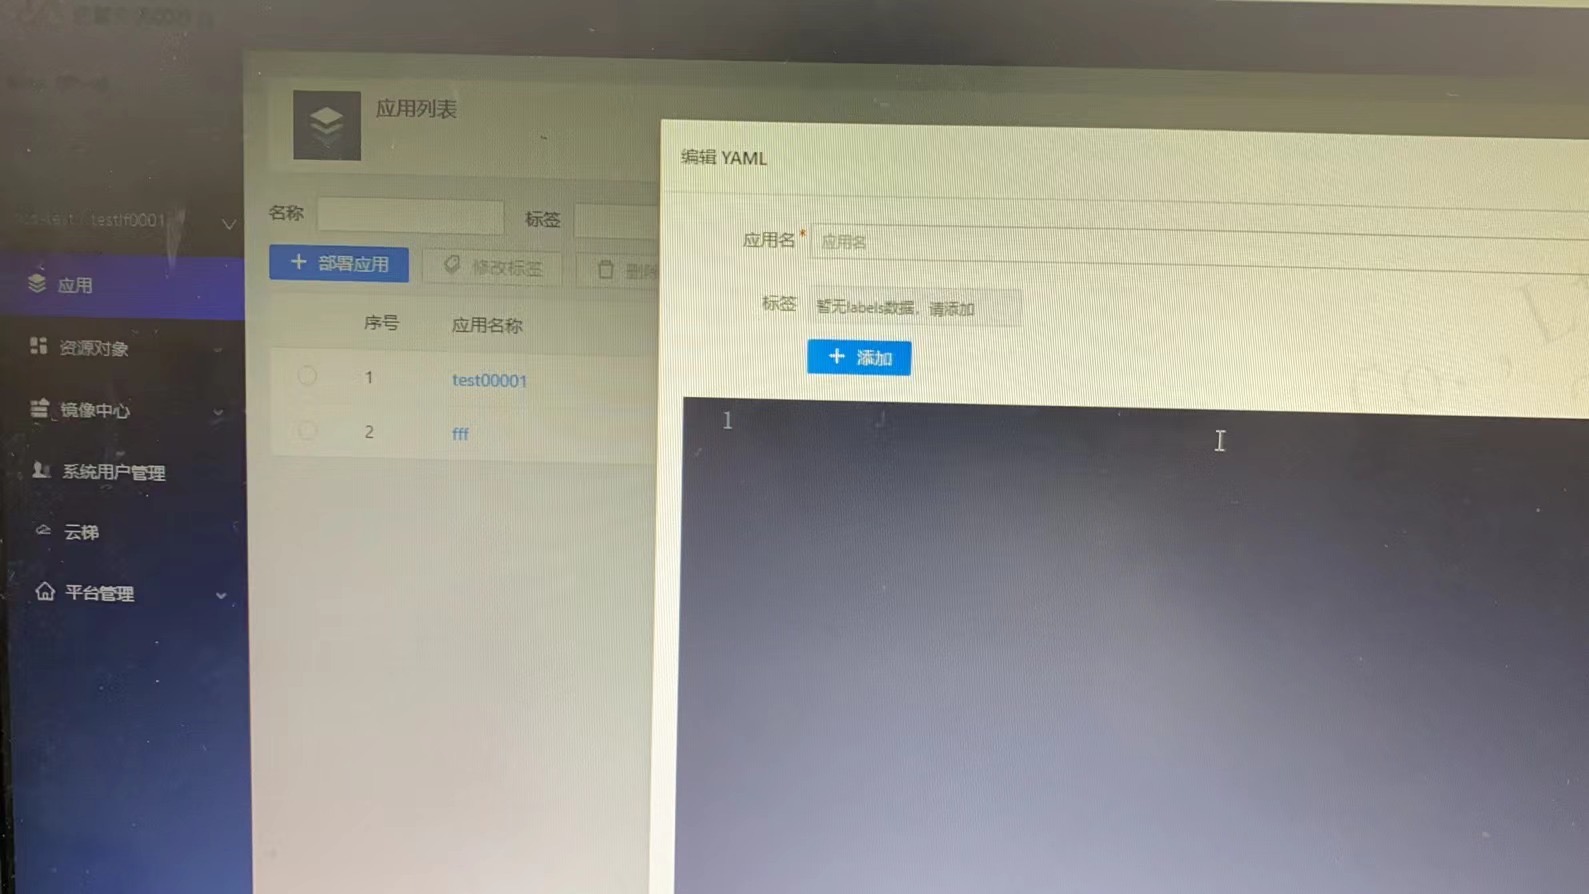 应用列表
编辑 YAML
名称
标签
应用名*
应用名
testlf0001
部署应用
修改标签
删除
标签
暂无labels数据，请添加
应用
序号
应用名称
添加
资源对象
1
test00001
镜像中心
2
fff
1
系统用户管理
云梯
平台管理